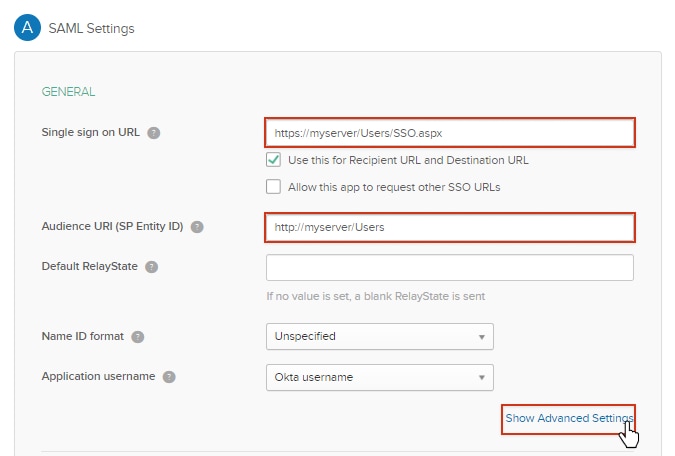 A SAML Settings
GENERAL
Single sign on URL ? https://myserver/Users/SSO.aspx
Use this for Recipient URL and Destination URL
Allow this app to request other SSO URLs
Audience URI (SP Entity ID) ? http://myserver/Users
Default RelayState ?
If no value is set, a blank RelayState is sent
Name ID format ? Unspecified
Application username ? Okta username
Show Advanced Settings